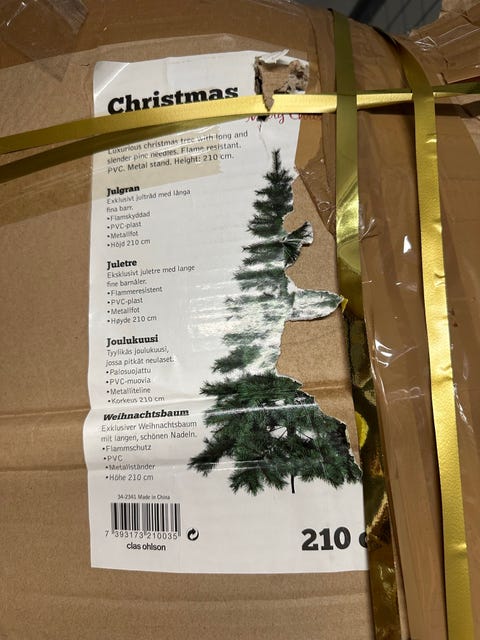 Christmas
Luxurious christmas tree with long and
slender pine needles. Flame resistant.
PVC. Metal stand. Height: 210 cm.
Julgran
Exklusivt julträd med långa
fina barr.
•Flamskyddad
•PVC-plast
•Metallfot
•Höjd 210 cm
Juletre
Eksklusivt juletre med lange
fine barnåler.
•Flammeresistent
•PVC-plast
•Metallfot
•Høyde 210 cm
Joulukuusi
Tyylikäs joulukuusi,
jossa pitkät neulaset.
•Palosuojattu
•PVC-muovia
•Metalliteline
•Korkeus 210 cm
Weihnachtsbaum
Exklusiver Weihnachtsbaum
mit langen, schönen Nadeln.
•Flammschutz
•PVC
•Metallständer
•Höhe 210 cm
34-2341 Made in China
7 393173 210035
clas ohlson
210 c